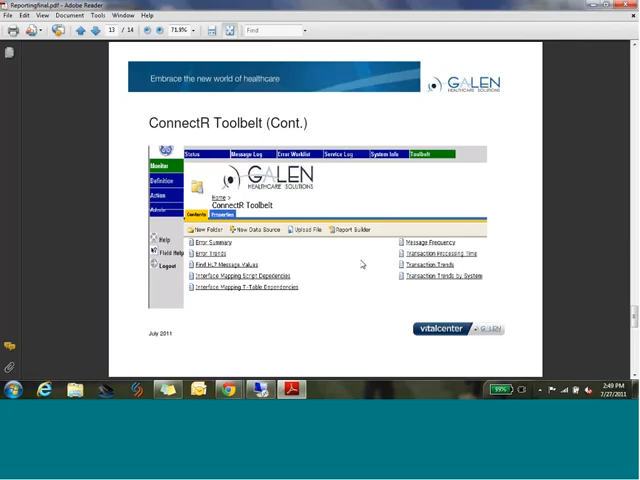 Reportingfinal.pdf - Adobe Reader
File Edit View Document Tools Window Help
13 / 14 71.9% Find
Embrace the new world of healthcare
GALEN
HEALTHCARE SOLUTIONS
ConnectR Toolbelt (Cont.)
Status Message Log Error Worklist Service Log System Info Toolbelt
Monitor
Definition
Action
Admin
GALEN
HEALTHCARE SOLUTIONS
Home >
ConnectR Toolbelt
Contents Properties
New Folder New Data Source Upload File Report Builder
Help
Field Help
Logout
Error Summary
Error Trends
Find HL7 Message Values
Interface Mapping Script Dependencies
Interface Mapping T-Table Dependencies
Message Frequency
Transaction Processing Time
Transaction Trends
Transaction Trends by System
July 2011
vitalcenter GALEN
99%
2:49 PM
7/27/2011